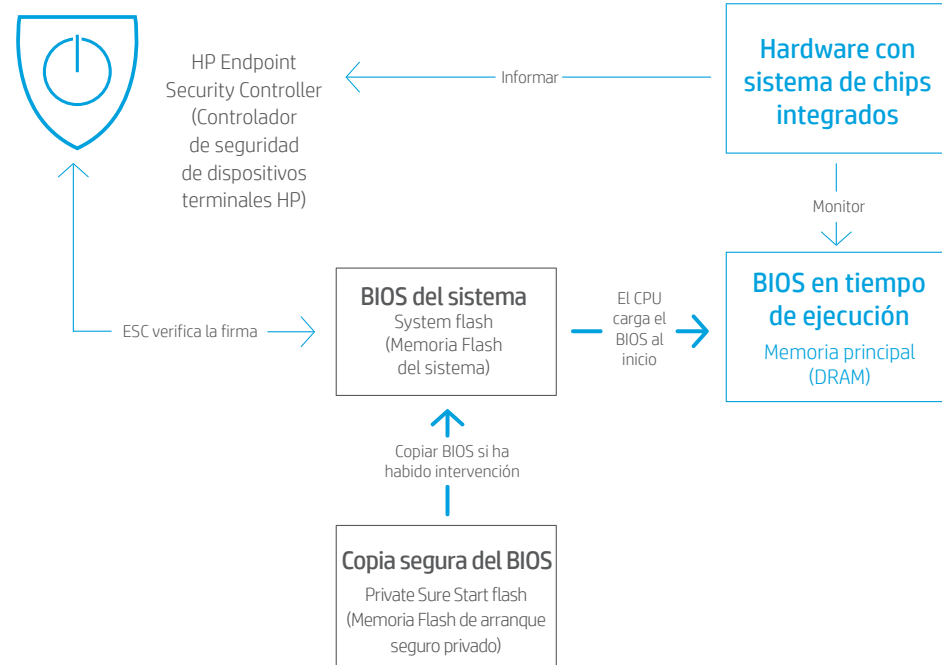 HP Endpoint
Security Controller
(Controlador
de seguridad
de dispositivos
terminales HP)
Informar
Hardware con
sistema de chips
integrados
Monitor
ESC verifica la firma
BIOS del sistema
System flash
(Memoria Flash
del sistema)
El CPU
carga el
BIOS al
inicio
BIOS en tiempo
de ejecución
Memoria principal
(DRAM)
Copiar BIOS si ha
habido intervención
Copia segura del BIOS
Private Sure Start flash
(Memoria Flash de arranque
seguro privado)